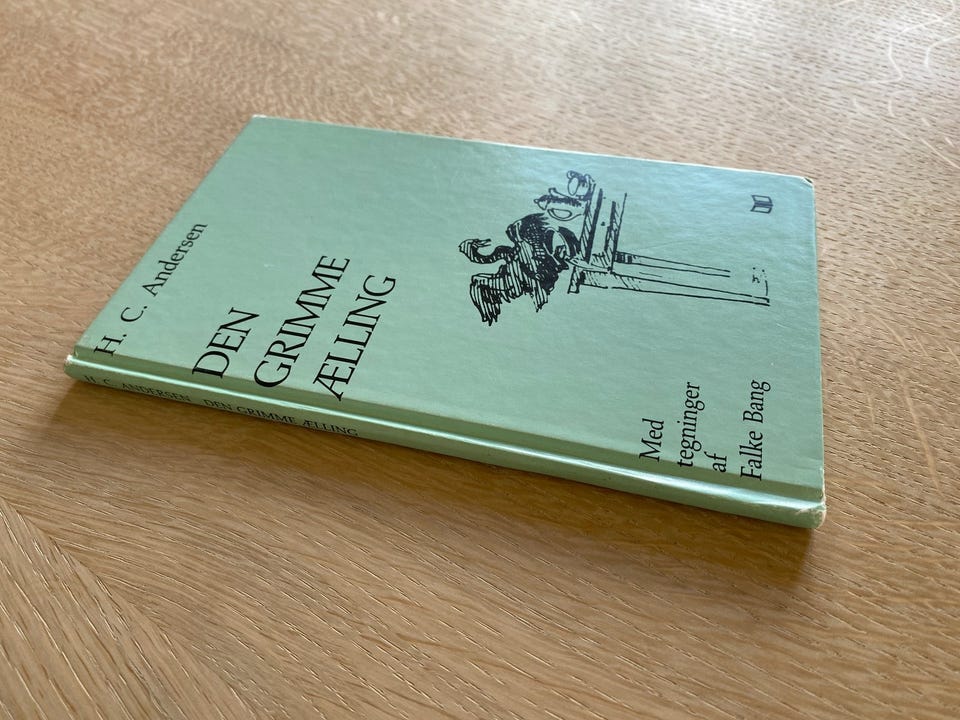 H. C. Andersen
DEN
GRIMME
ÆLLING
Med
tegninger
af
Falke Bang
H. C. ANDERSEN DEN GRIMME ÆLLING